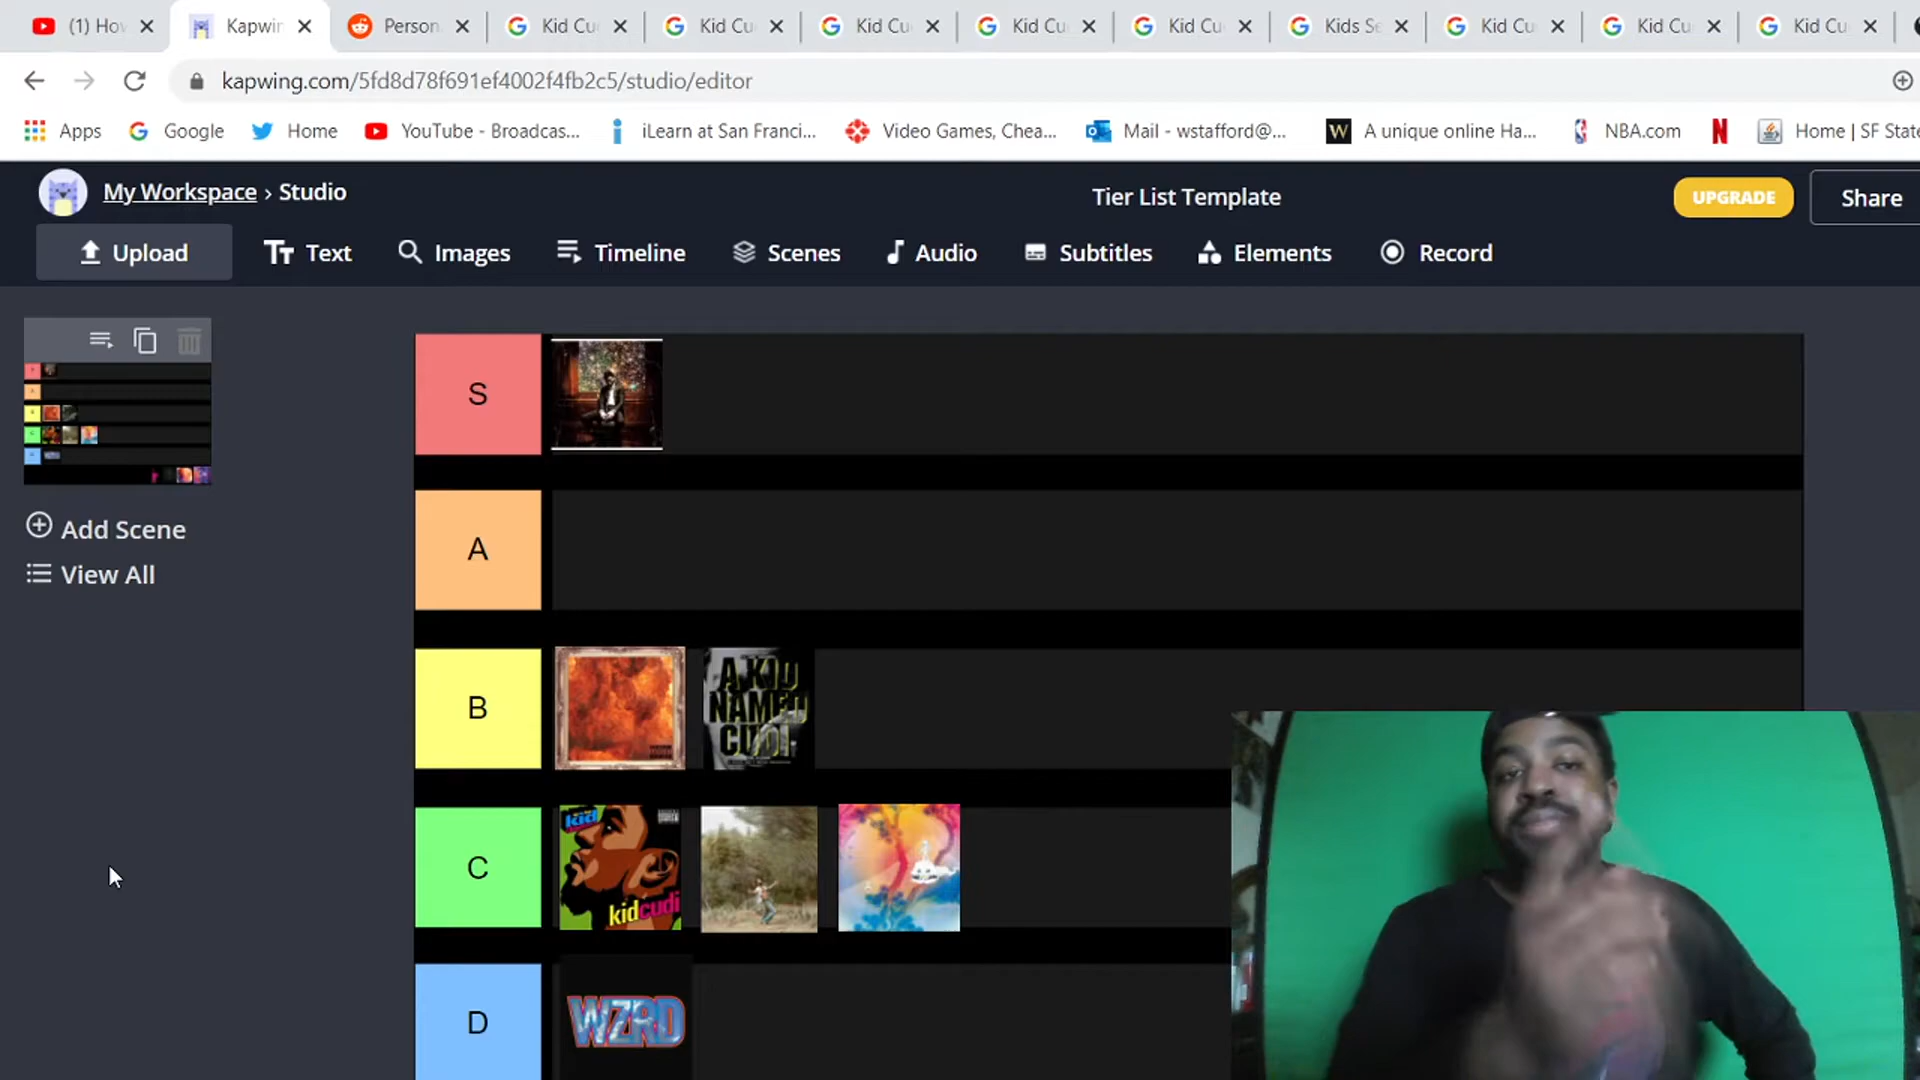 (1) Hov
Kapwin
Person
Kid Cu
Kid Cu
Kid Cu
Kid Cu
Kid Cu
Kids Se
Kid Cu
Kid Cu
Kid Cu
kapwing.com/5fd8d78f691ef4002f4fb2c5/studio/editor
Apps
Google
Home
YouTube - Broadcas...
iLearn at San Franci...
Video Games, Chea...
Mail - wstafford@...
W
A unique online Ha...
NBA.com
N
Home | SF State
My Workspace › Studio
Tier List Template
UPGRADE
Share
Upload
Text
Images
Timeline
Scenes
Audio
Subtitles
Elements
Record
Add Scene
View All
S
A
B
A KID
NAMED
CUDI
C
kid
kid cudi
D
WZRD